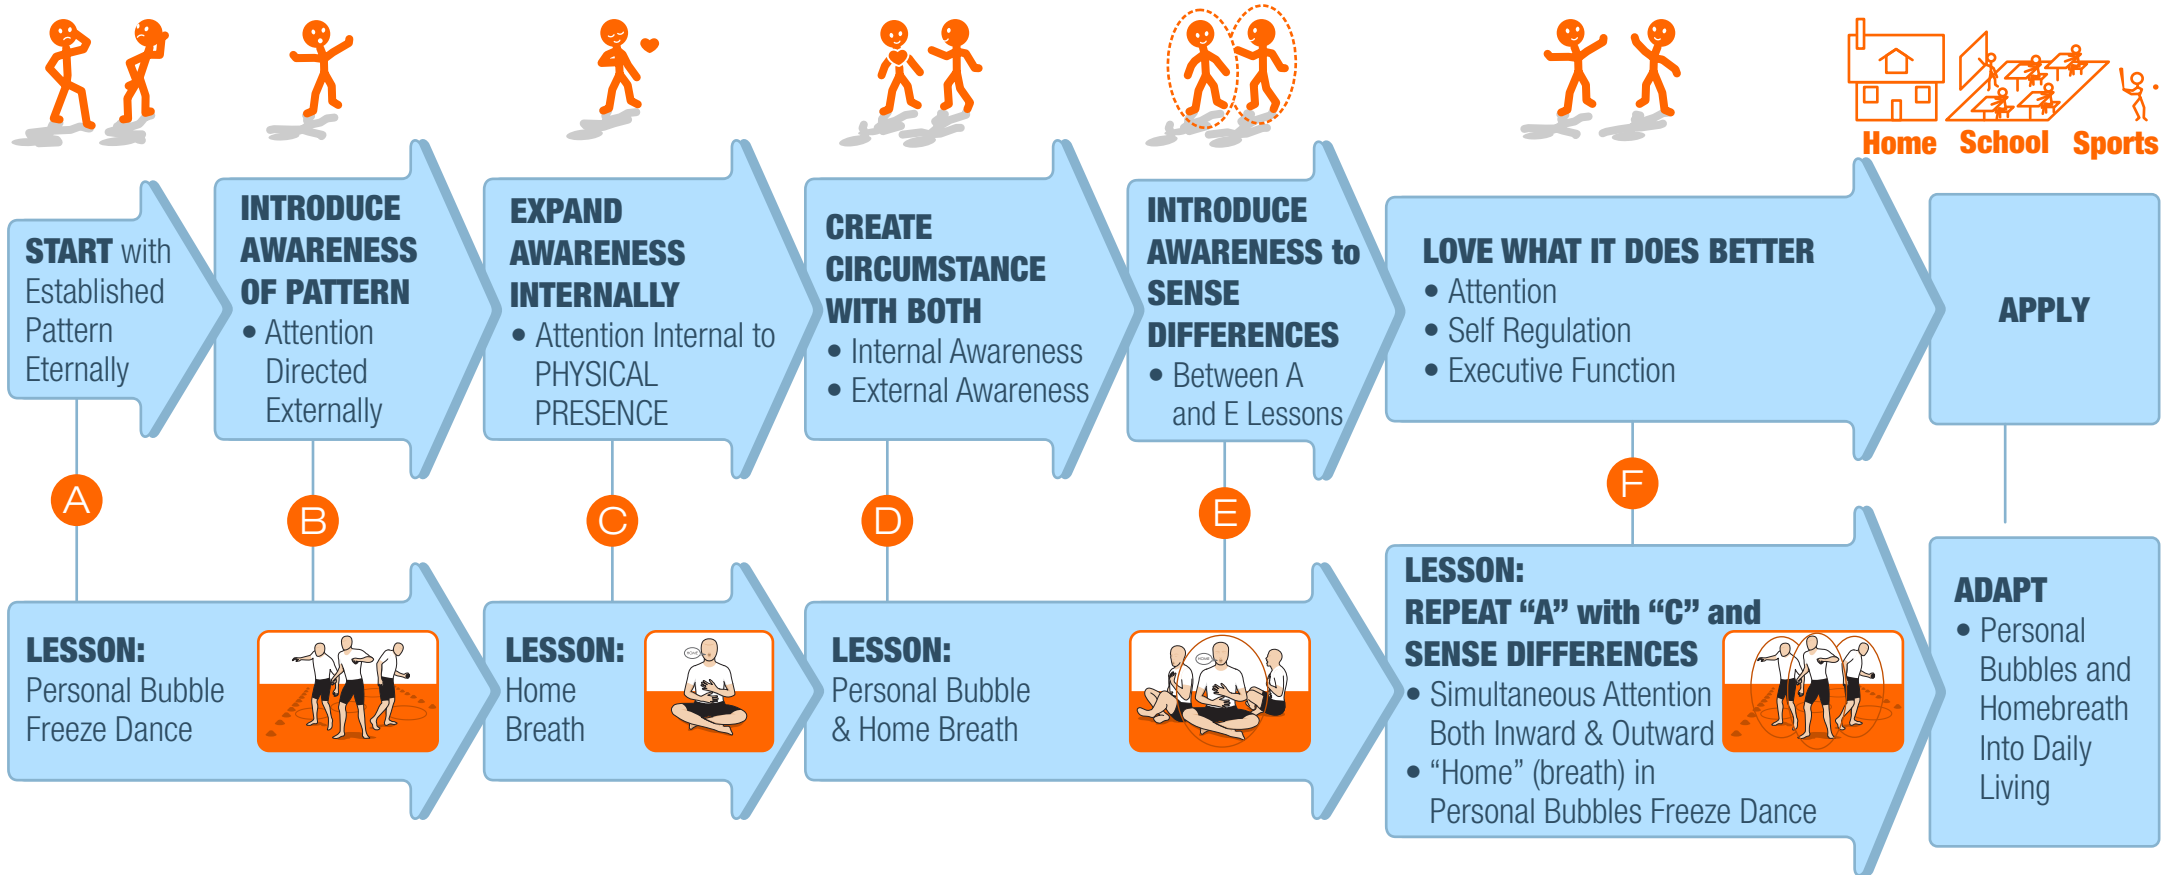 Home School Sports
START with
Established
Pattern
Eternally
INTRODUCE
AWARENESS
OF PATTERN
• Attention
Directed
Externally
EXPAND
AWARENESS
INTERNALLY
• Attention Internal to
PHYSICAL
PRESENCE
CREATE
CIRCUMSTANCE
WITH BOTH
• Internal Awareness
• External Awareness
INTRODUCE
AWARENESS to
SENSE
DIFFERENCES
• Between A
and E Lessons
LOVE WHAT IT DOES BETTER
• Attention
• Self Regulation
• Executive Function
APPLY
A
B
C
D
E
F
LESSON:
Personal Bubble
Freeze Dance
LESSON:
Home
Breath
HOME
LESSON:
Personal Bubble
& Home Breath
HOME
LESSON:
REPEAT “A” with “C” and
SENSE DIFFERENCES
• Simultaneous Attention
Both Inward & Outward
• “Home” (breath) in
Personal Bubbles Freeze Dance
ADAPT
• Personal
Bubbles and
Homebreath
Into Daily
Living